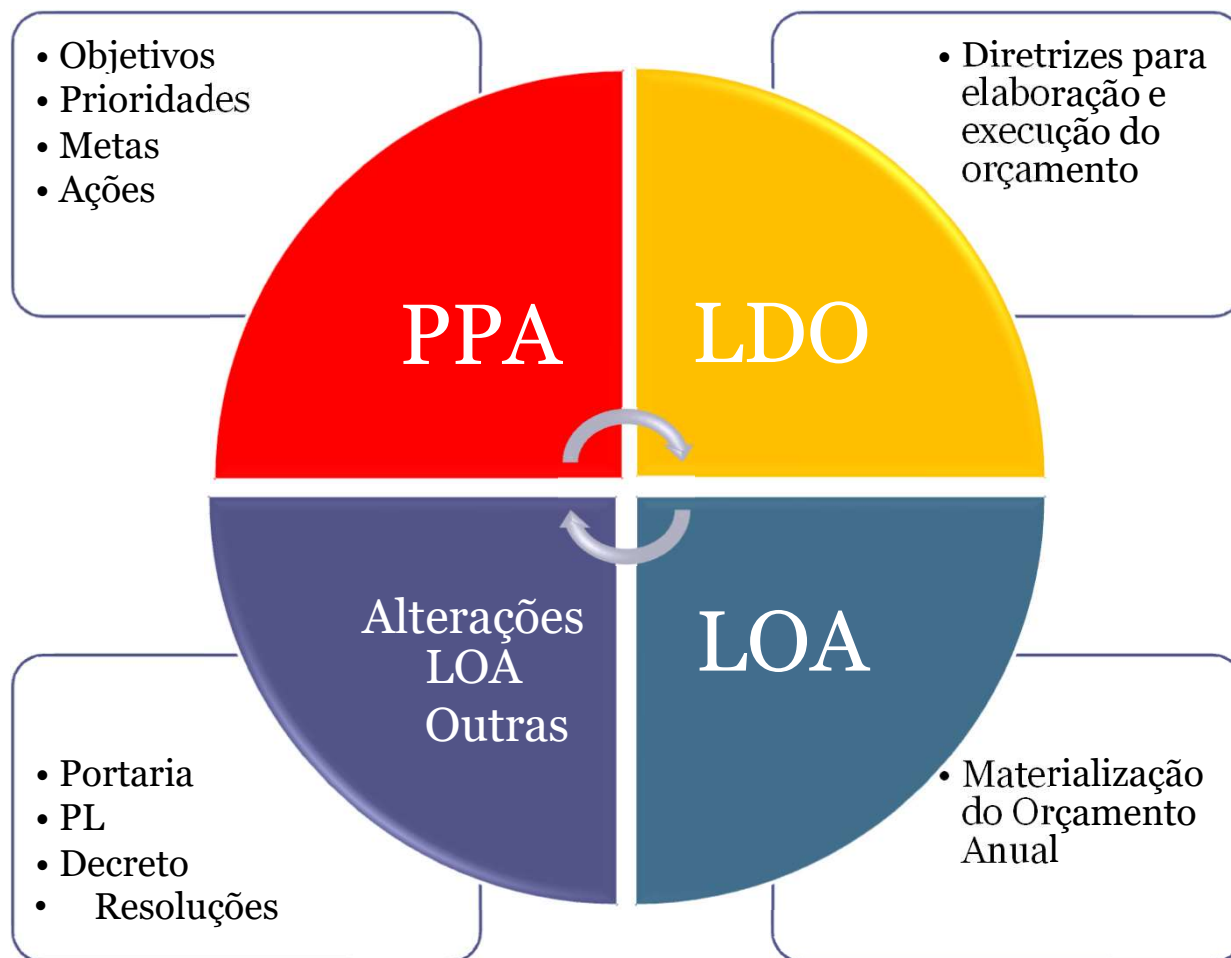 • Objetivos
• Prioridades
• Metas
• Ações
• Diretrizes para
elaboração e
execução do
orçamento
PPA
LDO
Alterações
LOA
Outras
LOA
• Portaria
• PL
• Decreto
• Resoluções
• Materialização
do Orçamento
Anual